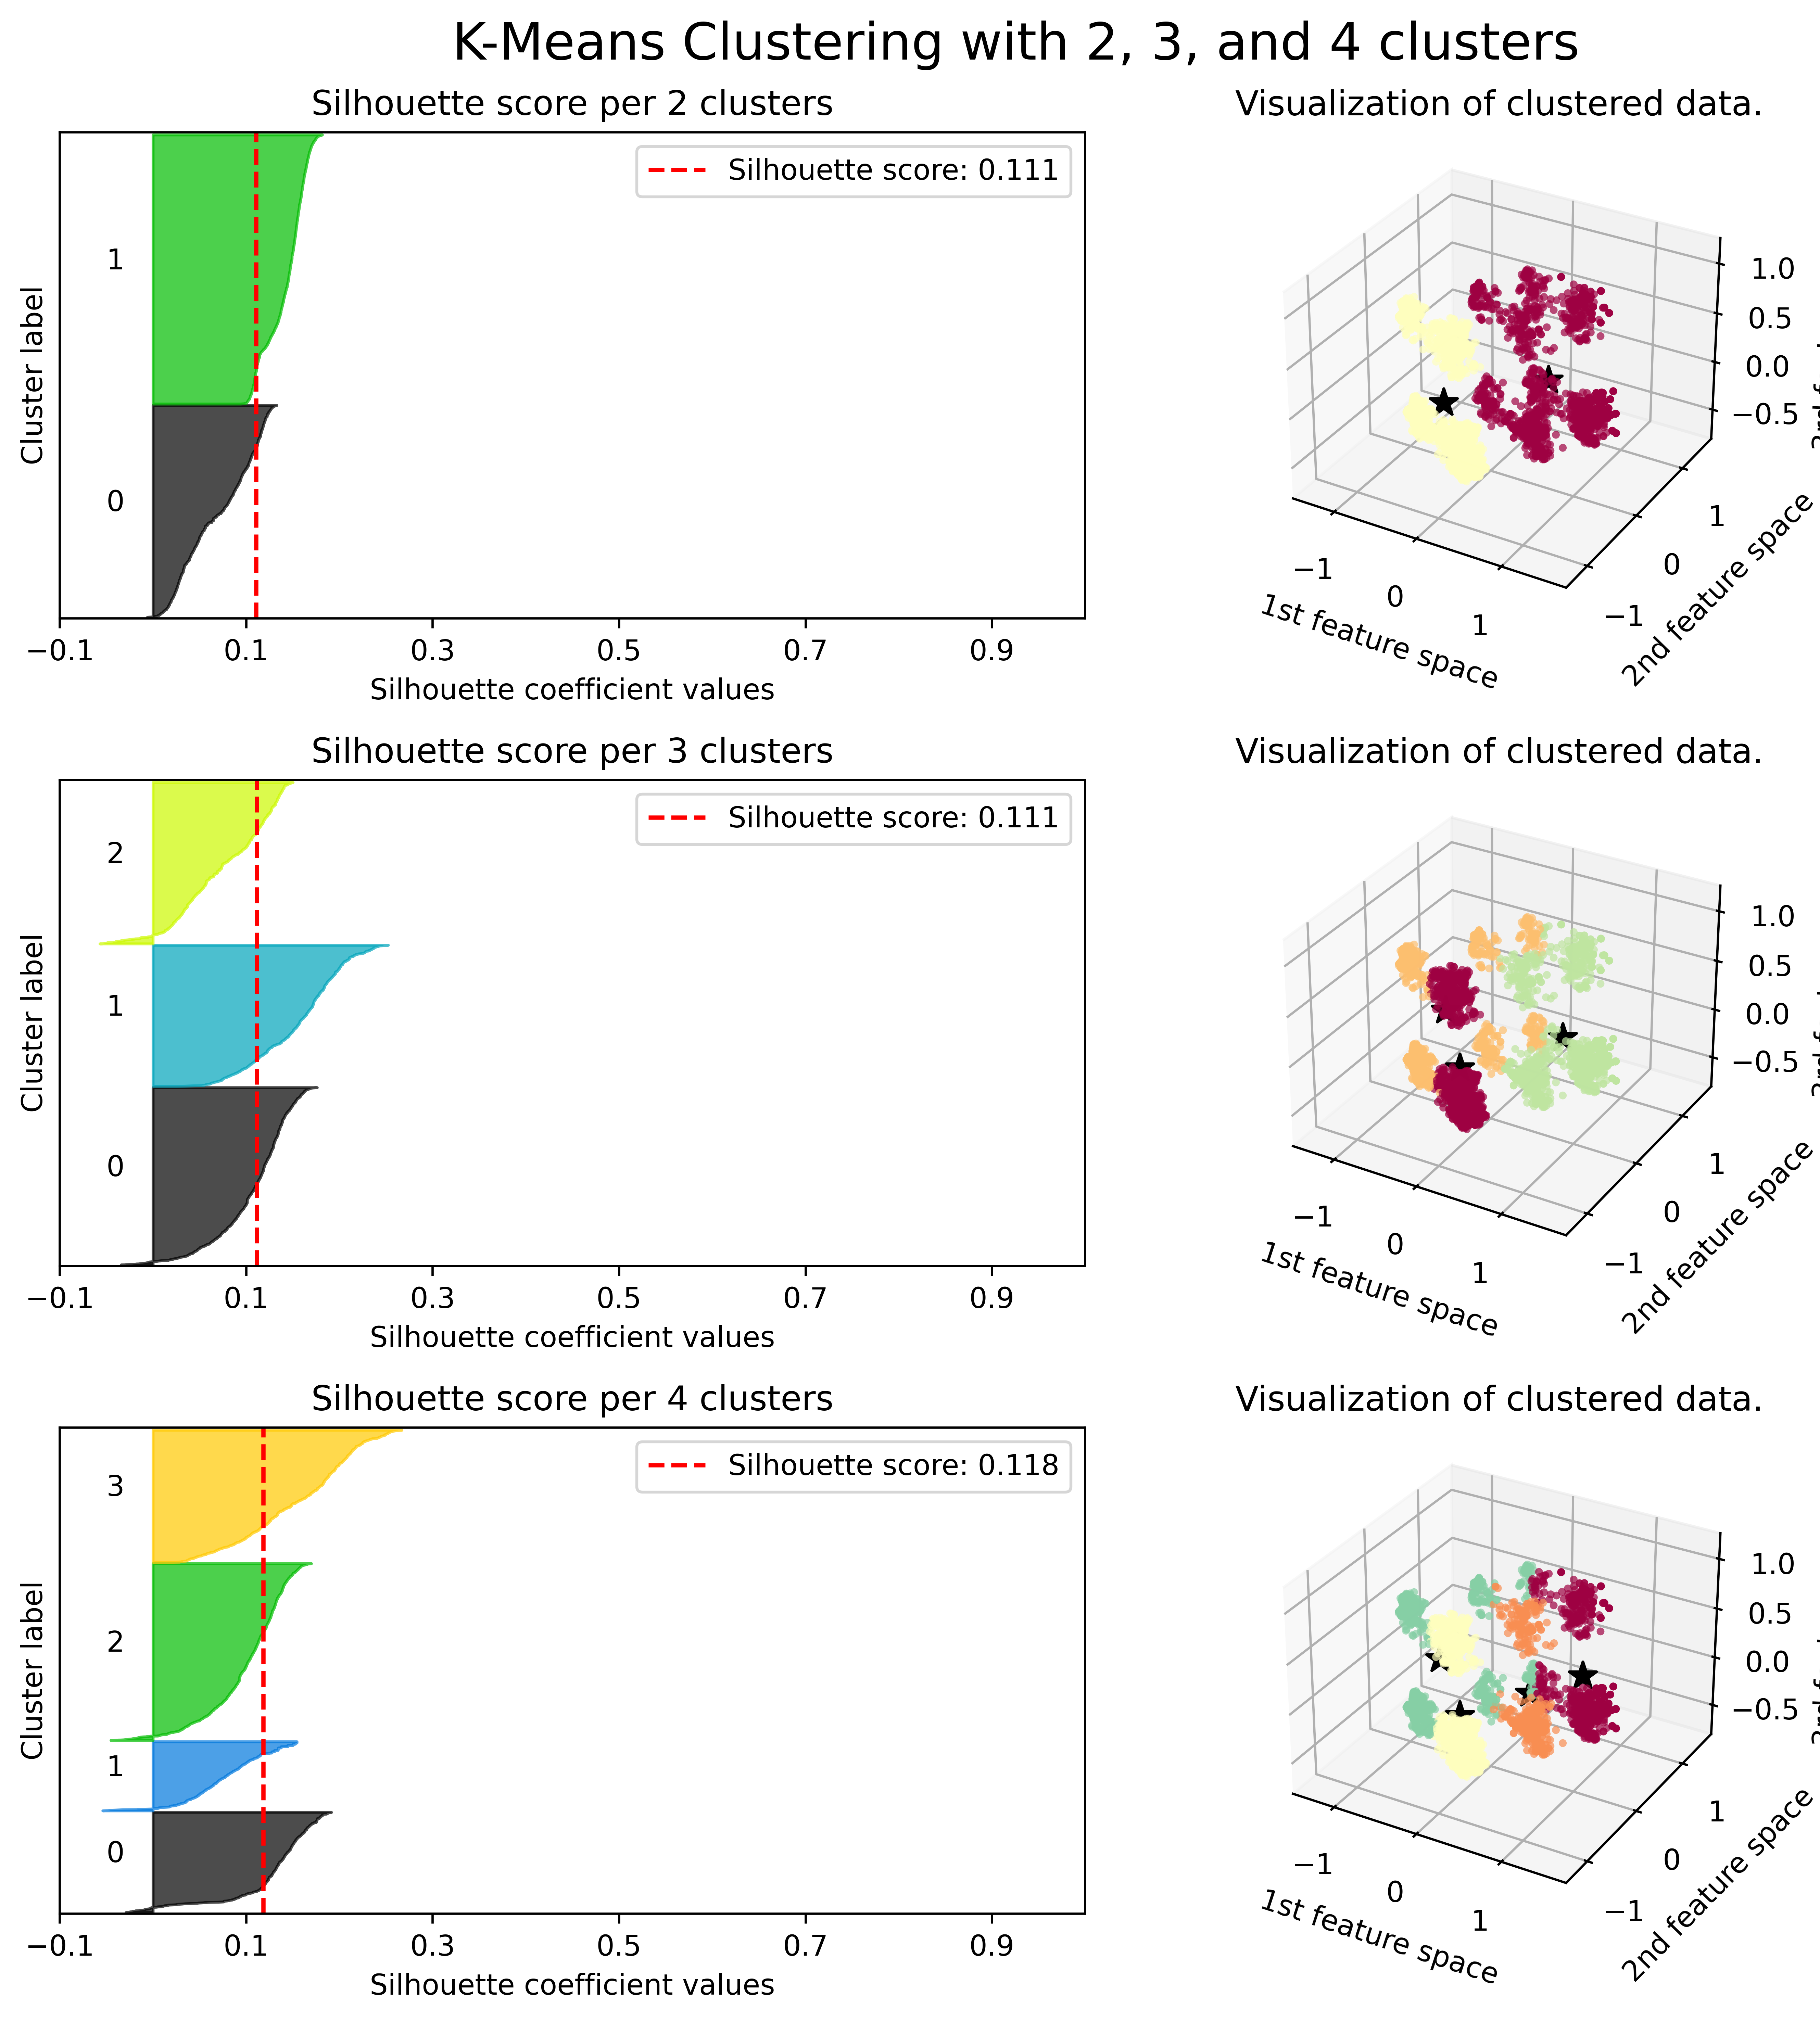 K-Means Clustering with 2, 3, and 4 clusters
Silhouette score per 2 clusters
Silhouette score: 0.111
Cluster label
1
0
−0.1 0.1 0.3 0.5 0.7 0.9
Silhouette coefficient values
Visualization of clustered data.
1.0
0.5
0.0
−0.5
−1 0 1
1st feature space
−1 0 1
2nd feature space
Silhouette score per 3 clusters
Silhouette score: 0.111
Cluster label
2
1
0
−0.1 0.1 0.3 0.5 0.7 0.9
Silhouette coefficient values
Visualization of clustered data.
1.0
0.5
0.0
−0.5
−1 0 1
1st feature space
−1 0 1
2nd feature space
Silhouette score per 4 clusters
Silhouette score: 0.118
Cluster label
3
2
1
0
−0.1 0.1 0.3 0.5 0.7 0.9
Silhouette coefficient values
Visualization of clustered data.
1.0
0.5
0.0
−0.5
−1 0 1
1st feature space
−1 0 1
2nd feature space